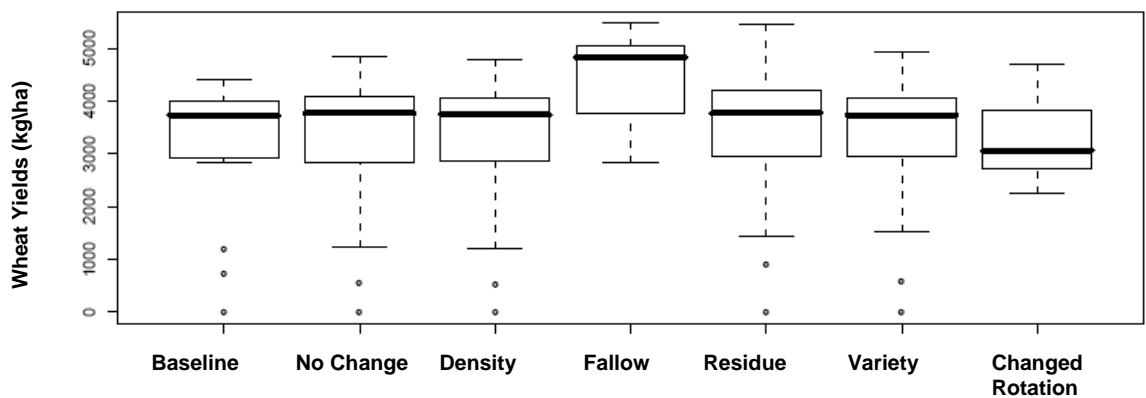 Wheat Yields (kg\ha)
5000
4000
3000
2000
1000
0
Baseline No Change Density Fallow Residue Variety Changed
Rotation